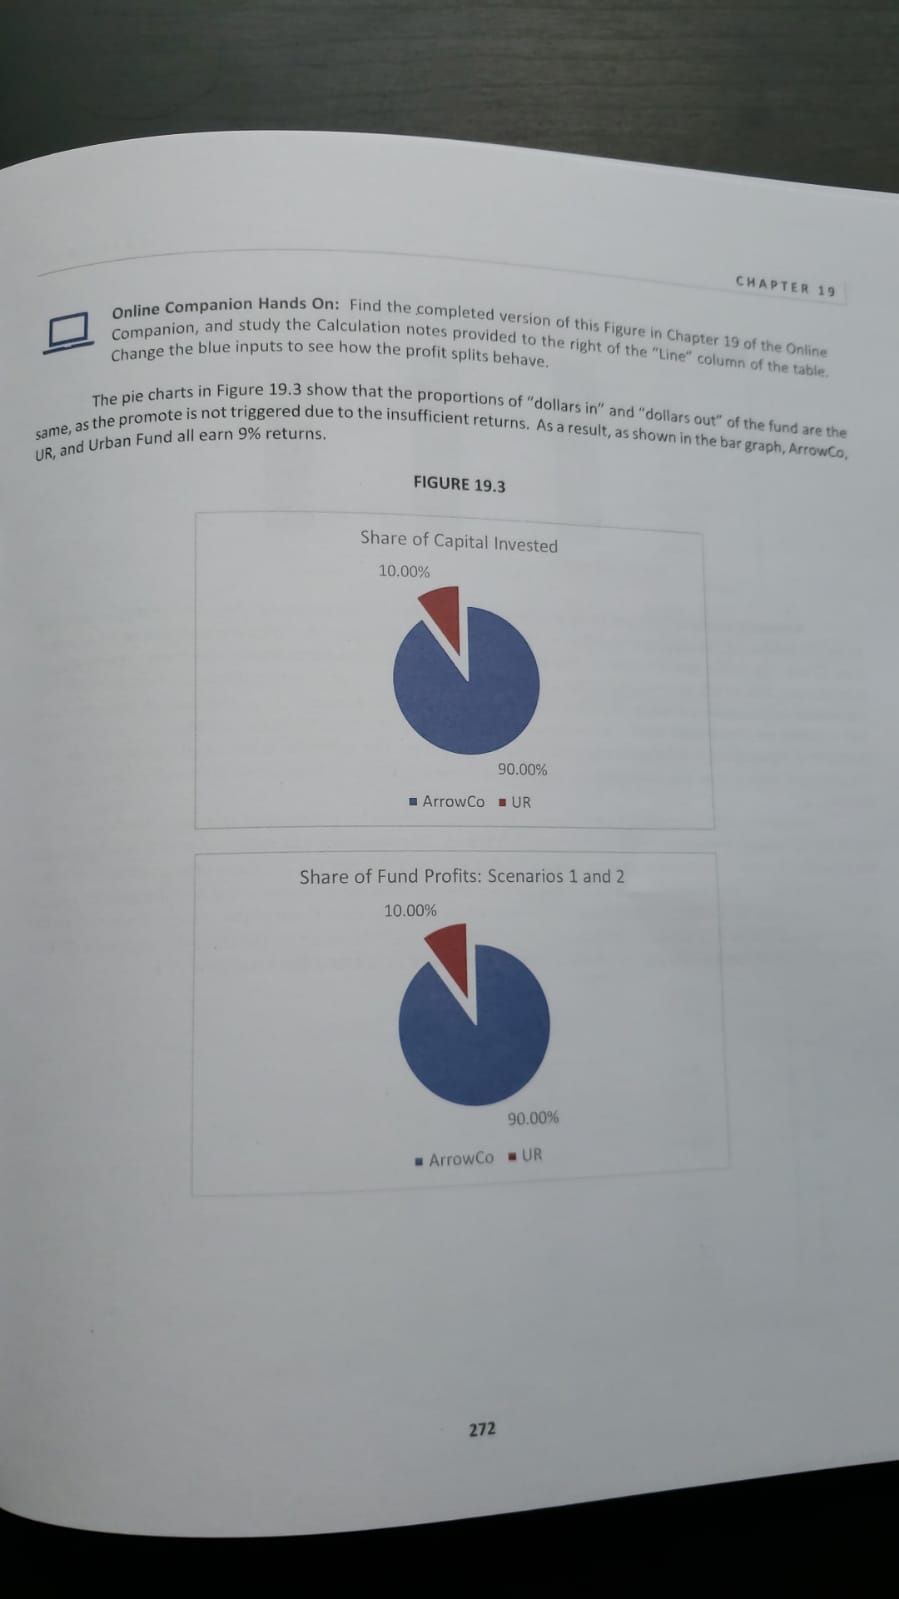 CHAPTER 19
Online Companion Hands On: Find the completed version of this Figure in Chapter 19 of the Online
Companion, and study the Calculation notes provided to the right of the "Line" column of the table.
Change the blue inputs to see how the profit splits behave.
The pie charts in Figure 19.3 show that the proportions of "dollars in" and "dollars out" of the fund are the
same, as the promote is not triggered due to the insufficient returns. As a result, as shown in the bar graph, ArrowCo,
UR, and Urban Fund all earn 9% returns.
FIGURE 19.3
Share of Capital Invested
10.00%
90.00%
ArrowCo UR
Share of Fund Profits: Scenarios 1 and 2
10.00%
90.00%
ArrowCo UR
272